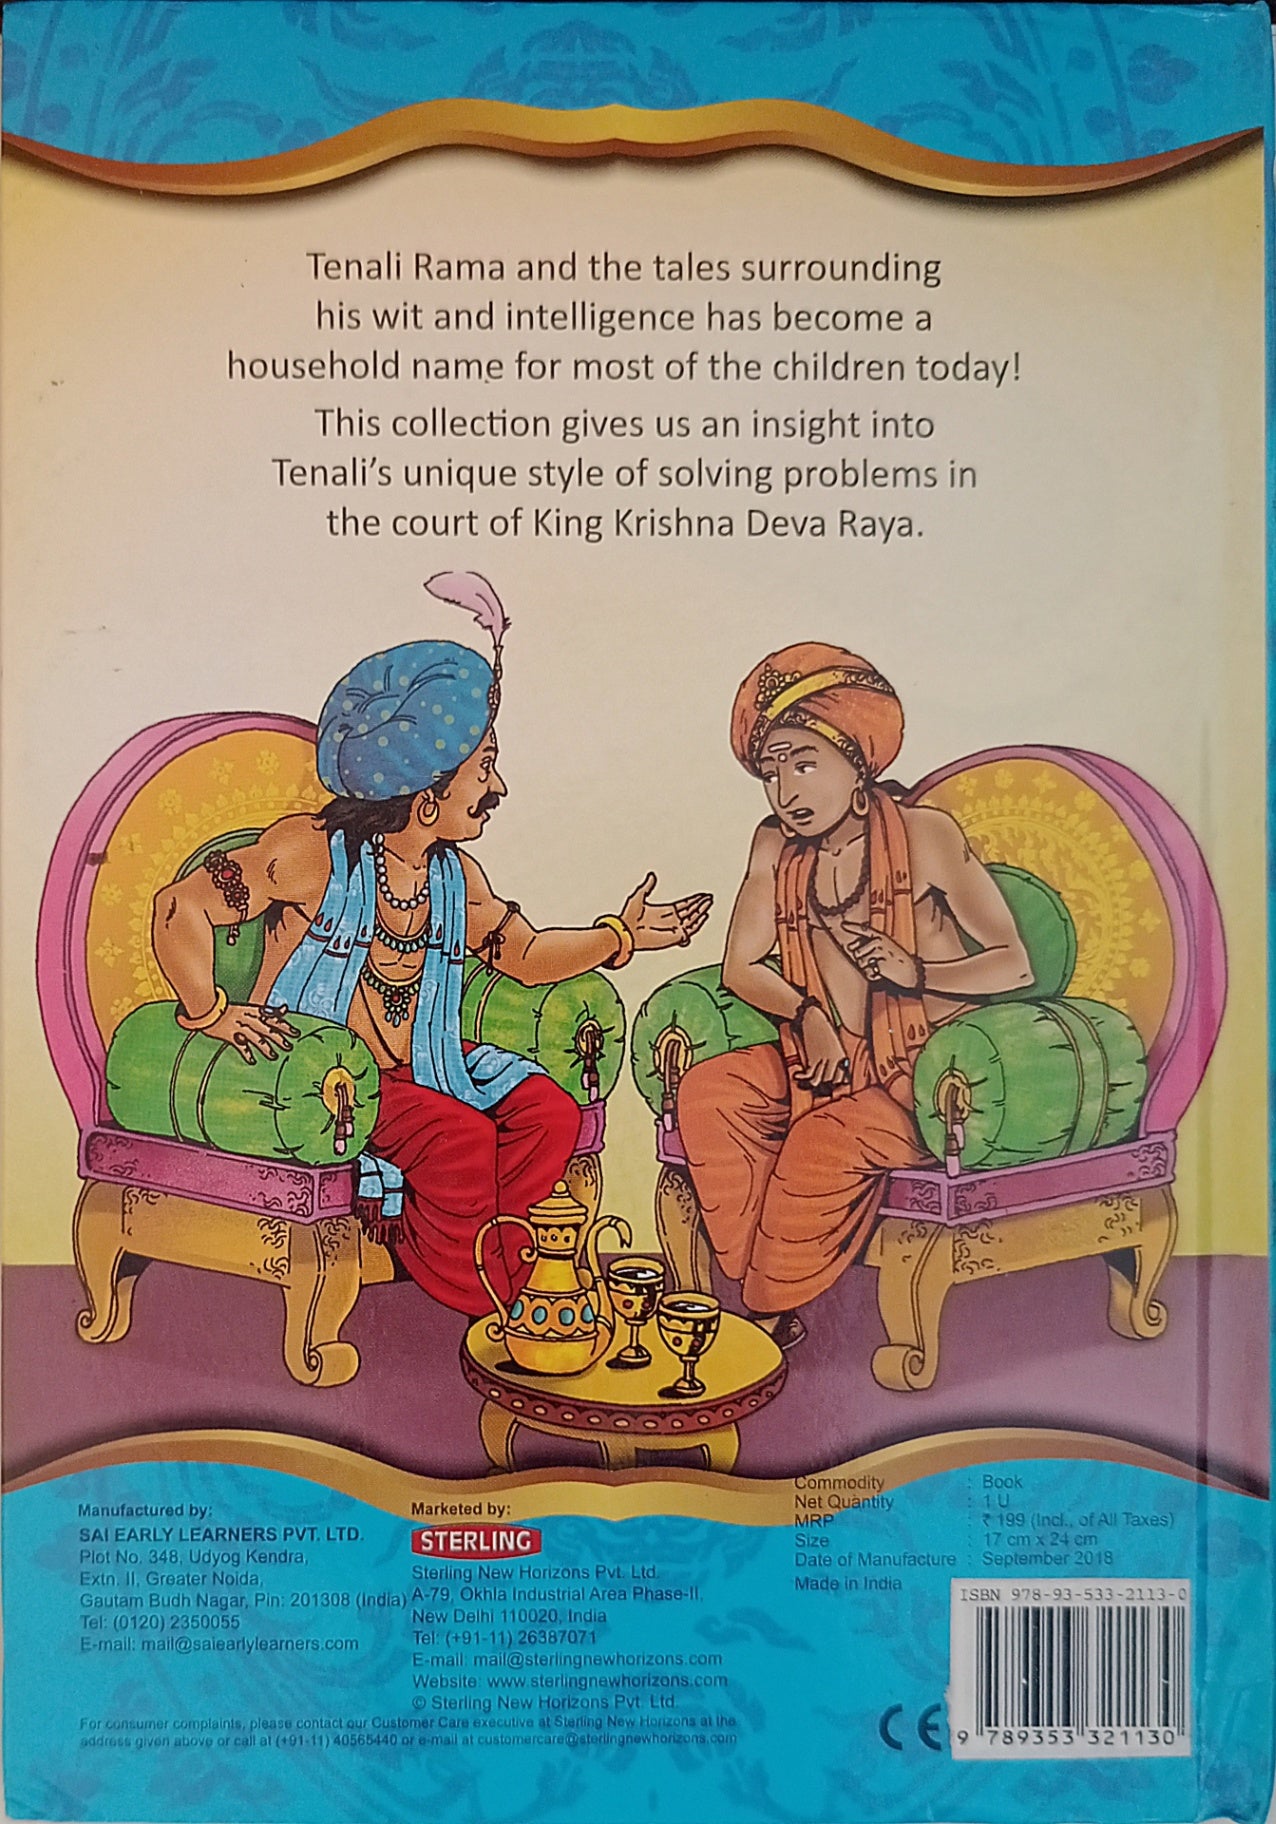 Tenali Rama and the tales surrounding
his wit and intelligence has become a
household name for most of the children today!
This collection gives us an insight into
Tenali's unique style of solving problems in
the court of King Krishna Deva Raya.
Manufactured by:
SAI EARLY LEARNERS PVT. LTD.
Plot No. 348, Udyog Kendra,
Extn. II, Greater Noida,
Gautam Budh Nagar, Pin: 201308 (India)
Tel: (0120) 2350055
E-mail: mail@saiearlylearners.com
Marketed by:
STERLING
Sterling New Horizons Pvt. Ltd.
A-79, Okhla Industrial Area Phase-II,
New Delhi 110020, India
Tel: (+91-11) 26387071
E-mail: mail@sterlingnewhorizons.com
Website: www.sterlingnewhorizons.com
© Sterling New Horizons Pvt. Ltd.
For consumer complaints, please contact our Customer Care executive at Sterling New Horizons at the
address given above or call at (+91-11) 40565440 or e-mail at customercare@sterlingnewhorizons.com
Commodity : Book
Net Quantity : 1 U
MRP : ₹ 199 (Incl., of All Taxes)
Size : 17 cm x 24 cm
Date of Manufacture : September 2018
Made in India
ISBN 978-93-533-2113-0
CE
9 789353 321130